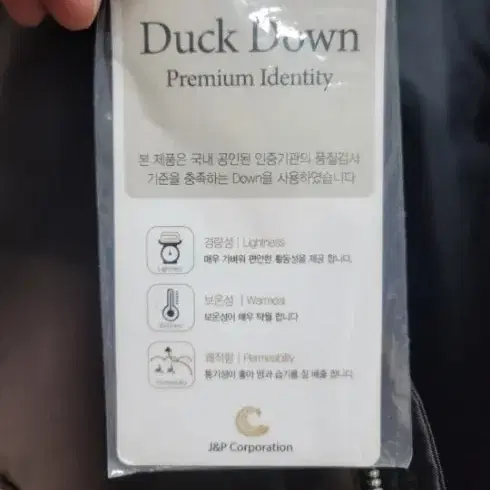 Duck Down
Premium Identity
본 제품은 국내 공인된 인증기관의 품질검사
기준을 충족하는 Down을 사용하였습니다
경량성 | Lightness
매우 가벼워 편안한 활동성을 제공 합니다.
Lightness
보온성 | Warmeal
보온성이 매우 탁월 합니다
쾌적함 | Permeability
통기성이 좋아 땀과 습기를 잘 배출 합니다.
Permeability
J&P Corporation